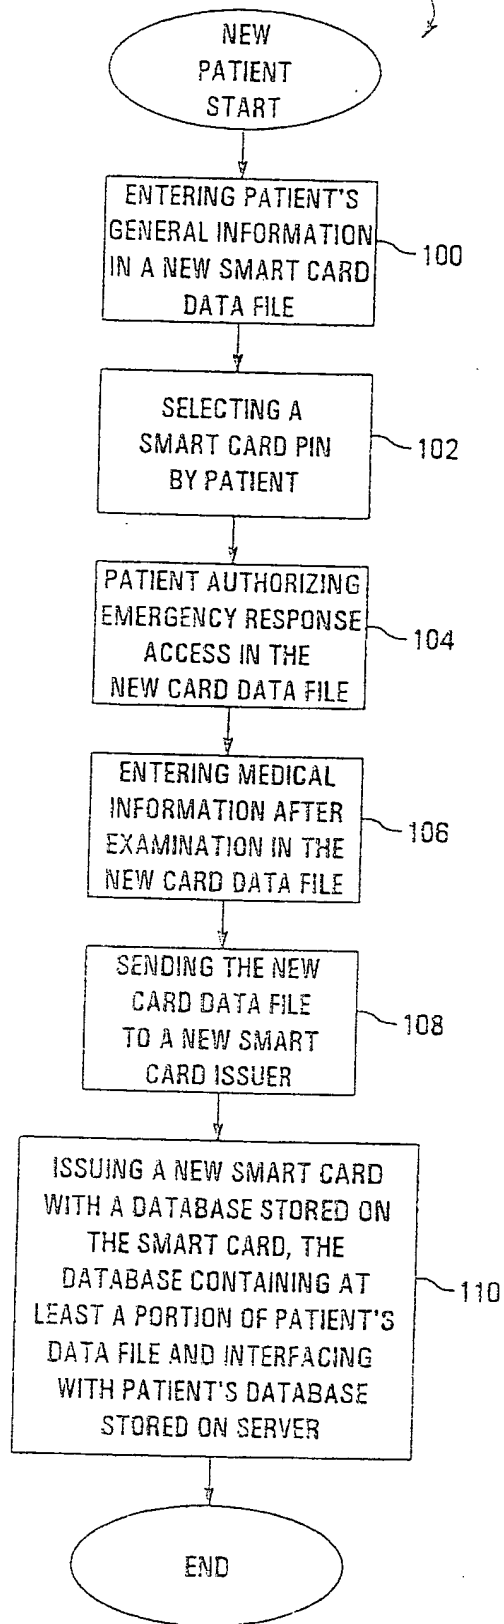 NEW
PATIENT
START
ENTERING PATIENT'S
GENERAL INFORMATION
IN A NEW SMART CARD
DATA FILE
100
SELECTING A
SMART CARD PIN
BY PATIENT
102
PATIENT AUTHORIZING
EMERGENCY RESPONSE
ACCESS IN THE
NEW CARD DATA FILE
104
ENTERING MEDICAL
INFORMATION AFTER
EXAMINATION IN THE
NEW CARD DATA FILE
106
SENDING THE NEW
CARD DATA FILE
TO A NEW SMART
CARD ISSUER
108
ISSUING A NEW SMART CARD
WITH A DATABASE STORED ON
THE SMART CARD, THE
DATABASE CONTAINING AT
LEAST A PORTION OF PATIENT'S
DATA FILE AND INTERFACING
WITH PATIENT'S DATABASE
STORED ON SERVER
110
END